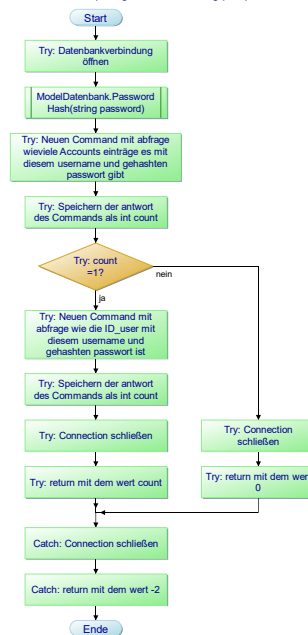 Start
Try: Datenbankverbindung
öffnen
ModelDatenbank.Password
Hash(string password)
Try: Neuen Command mit abfrage
wieviele Accounts einträge es mit
diesem username und gehashten
passwort gibt
Try: Speichern der antwort
des Commands als int count
Try: count
=1?
nein
ja
Try: Neuen Command mit
abfrage wie die ID_user mit
diesem username und
gehashten passwort ist
Try: Speichern der antwort
des Commands als int count
Try: Connection schließen
Try: Connection
schließen
Try: return mit dem wert count
Try: return mit dem wert
0
Catch: Connection schließen
Catch: return mit dem wert -2
Ende